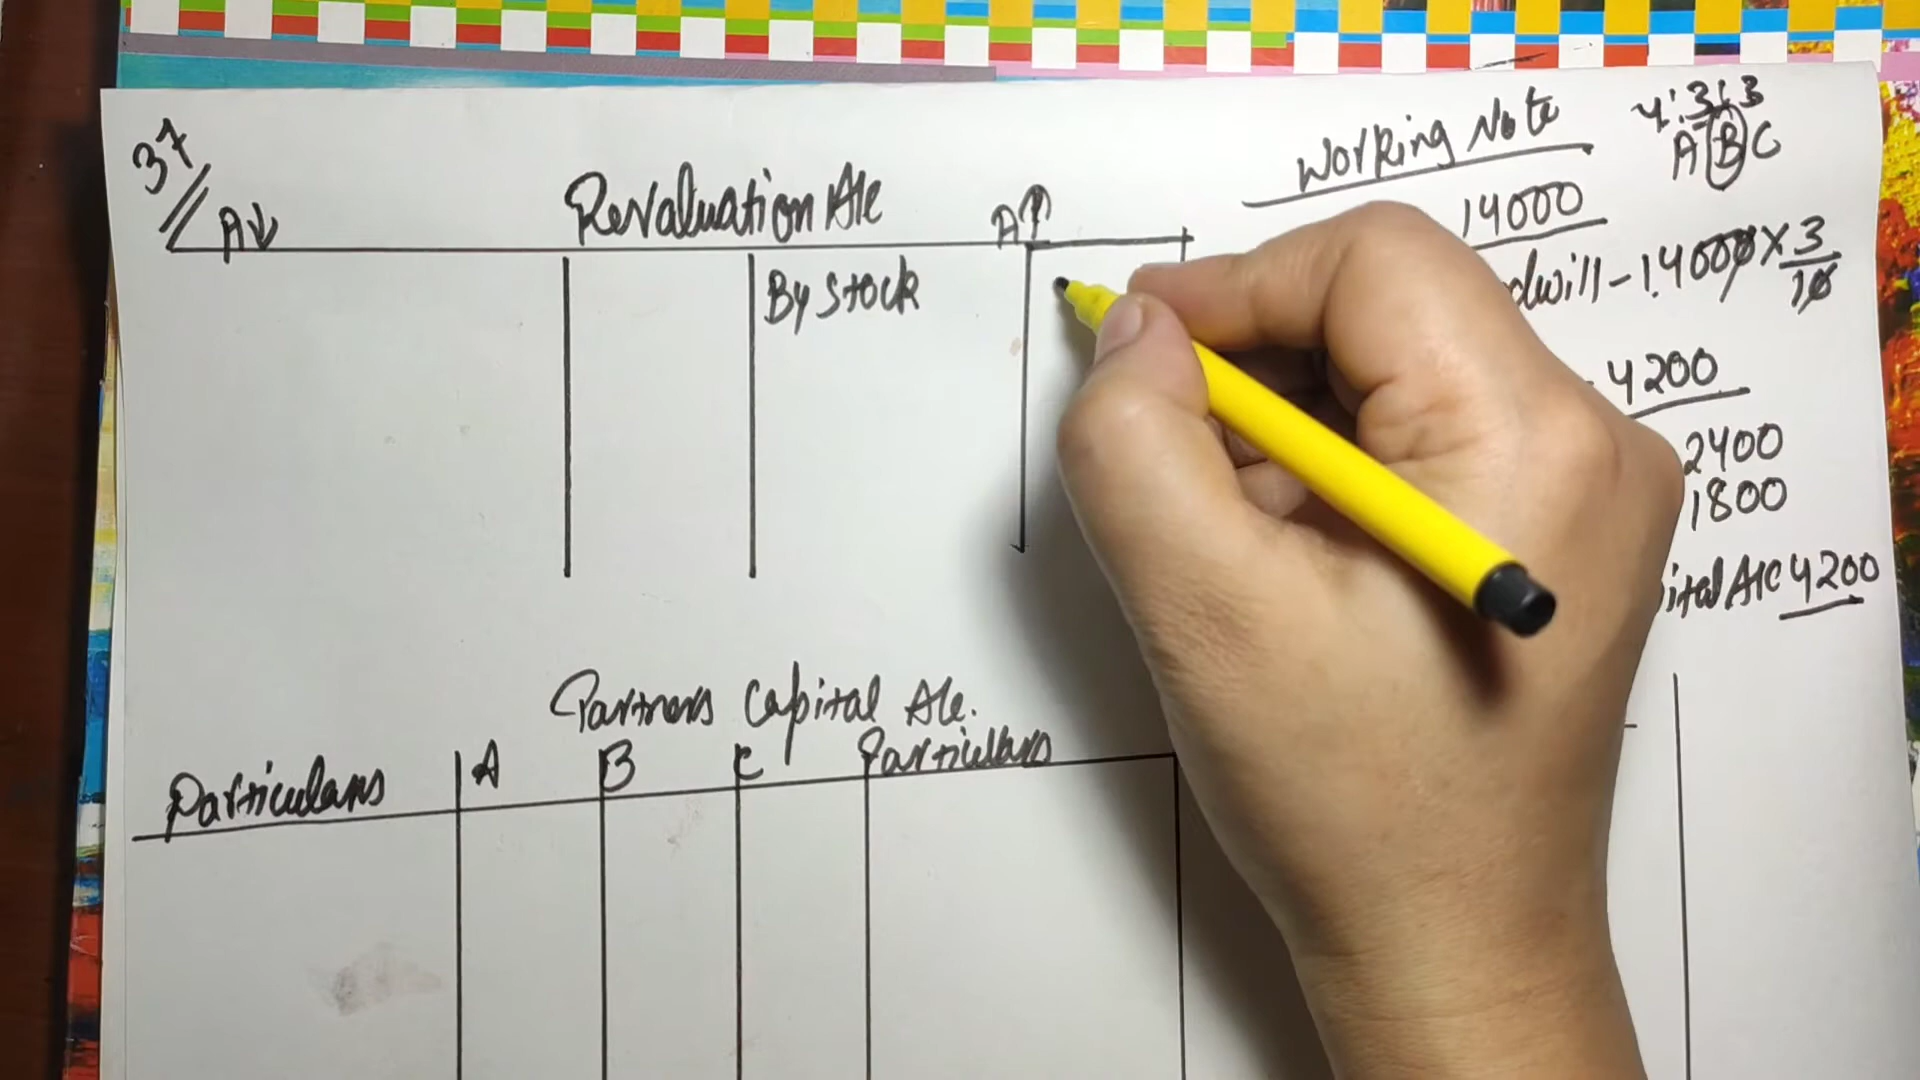 37
A↓ Revaluation A/c A↑
By Stock
Working Note
4:3:3
A B C
14000
dwill - 14000 × 3/10
4200
2400
1800
ital A/c 4200
Partners Capital A/c.
Particulars A B C Particulars